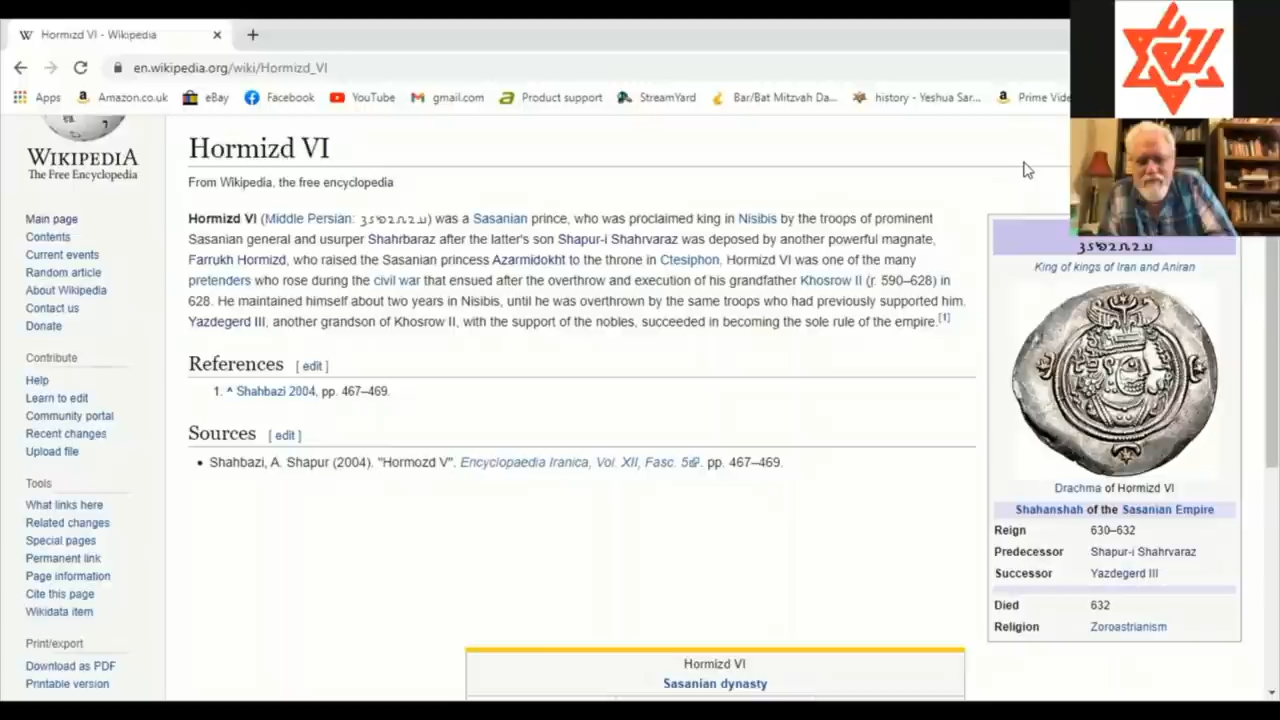 Hormizd VI - Wikipedia
en.wikipedia.org/wiki/Hormizd_VI
Apps Amazon.co.uk eBay Facebook YouTube gmail.com Product support StreamYard Bar/Bat Mitzvah Da... history - Yeshua Sar... Prime Vide
WIKIPEDIA
The Free Encyclopedia
Main page
Contents
Current events
Random article
About Wikipedia
Contact us
Donate
Contribute
Help
Learn to edit
Community portal
Recent changes
Upload file
Tools
What links here
Related changes
Special pages
Permanent link
Page information
Cite this page
Wikidata item
Print/export
Download as PDF
Printable version
Hormizd VI
From Wikipedia, the free encyclopedia
Hormizd VI (Middle Persian: ) was a Sasanian prince, who was proclaimed king in Nisibis by the troops of prominent
Sasanian general and usurper Shahrbaraz after the latter's son Shapur-i Shahrvaraz was deposed by another powerful magnate,
Farrukh Hormizd, who raised the Sasanian princess Azarmidokht to the throne in Ctesiphon, Hormizd VI was one of the many
pretenders who rose during the civil war that ensued after the overthrow and execution of his grandfather Khosrow II (r. 590–628) in
628. He maintained himself about two years in Nisibis, until he was overthrown by the same troops who had previously supported him.
Yazdegerd III, another grandson of Khosrow II, with the support of the nobles, succeeded in becoming the sole rule of the empire.[1]
References [ edit ]
1. ^ Shahbazi 2004, pp. 467–469.
Sources [ edit ]
• Shahbazi, A. Shapur (2004). "Hormozd V". Encyclopaedia Iranica, Vol. XII, Fasc. 5. pp. 467–469.
King of kings of Iran and Aniran
Drachma of Hormizd VI
Shahanshah of the Sasanian Empire
Reign 630–632
Predecessor Shapur-i Shahrvaraz
Successor Yazdegerd III
Died 632
Religion Zoroastrianism
Hormizd VI
Sasanian dynasty